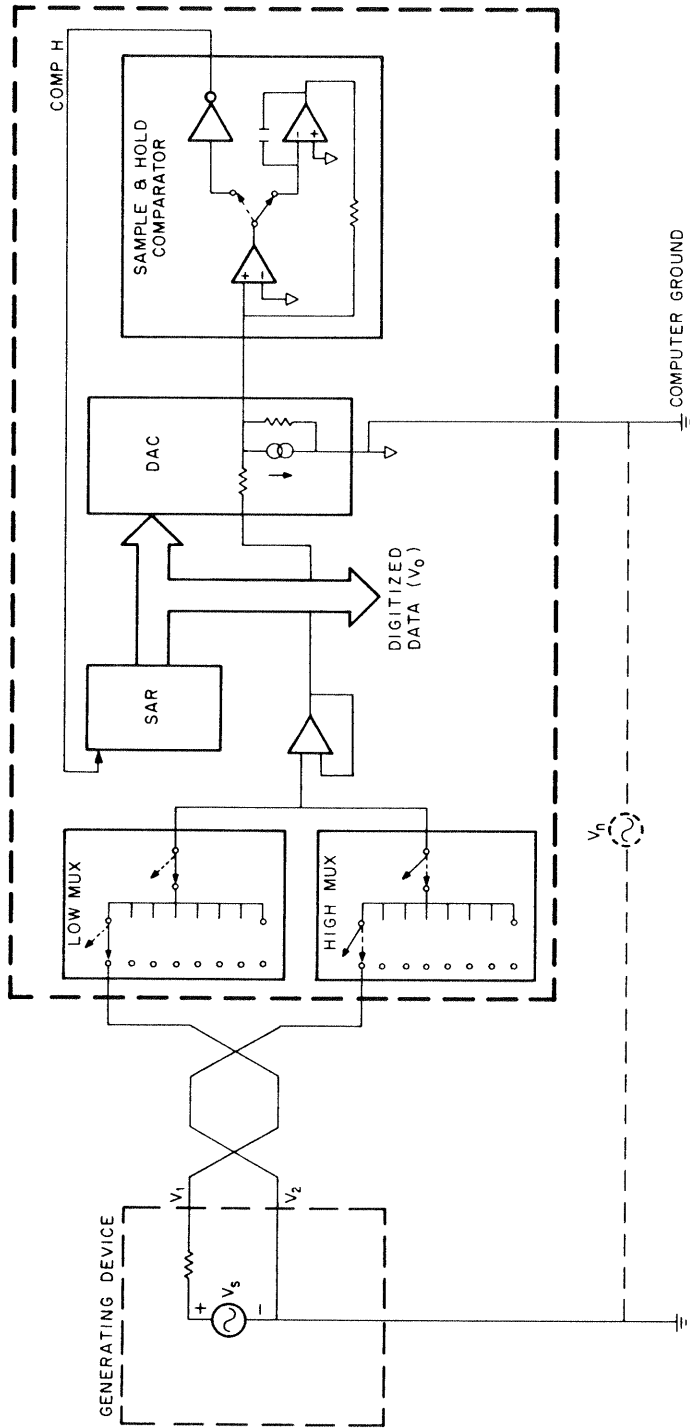 GENERATING DEVICE
+
Vs
−
V1
V2
LOW MUX
HIGH MUX
SAR
DIGITIZED
DATA (V0)
DAC
COMP H
SAMPLE & HOLD
COMPARATOR
+
−
−
+
Vn
COMPUTER GROUND